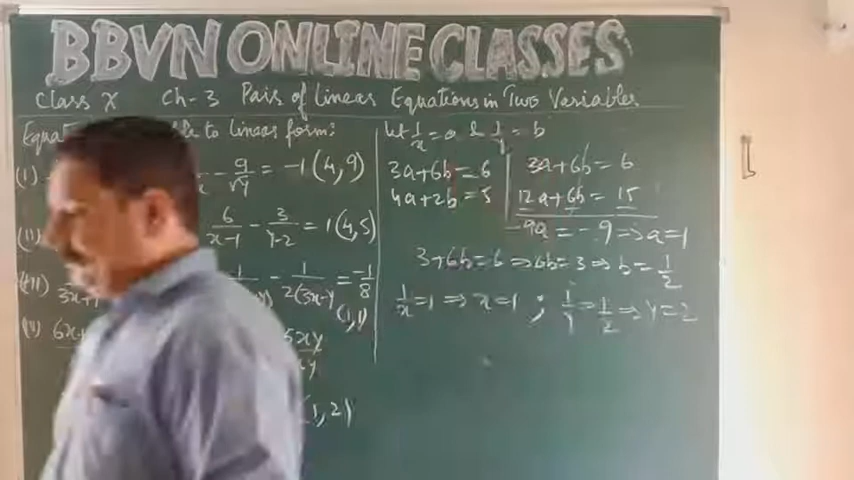 BBVN ONLINE CLASSES
Class X Ch-3 Pairs of Linear Equations in Two Variables
to linear form:
(i) - 9/√y = -1 (4,9)
(ii) 6/x-1 - 3/y-2 = 1 (4,5)
(iii) 1 - 1/2(3x-y = -1/8
(1,1)
(iv) 6x
5xy
(1,2)
Let 1/x = a & 1/y = b
3a+6b=6
4a+2b=5
3a+6b= 6
12a+6b= 15
-9a = -9 ⇒ a=1
3+6b=6 ⇒ 6b=3 ⇒ b=1/2
1/x=1 ⇒ x=1 ; 1/y=1/2 ⇒ y=2